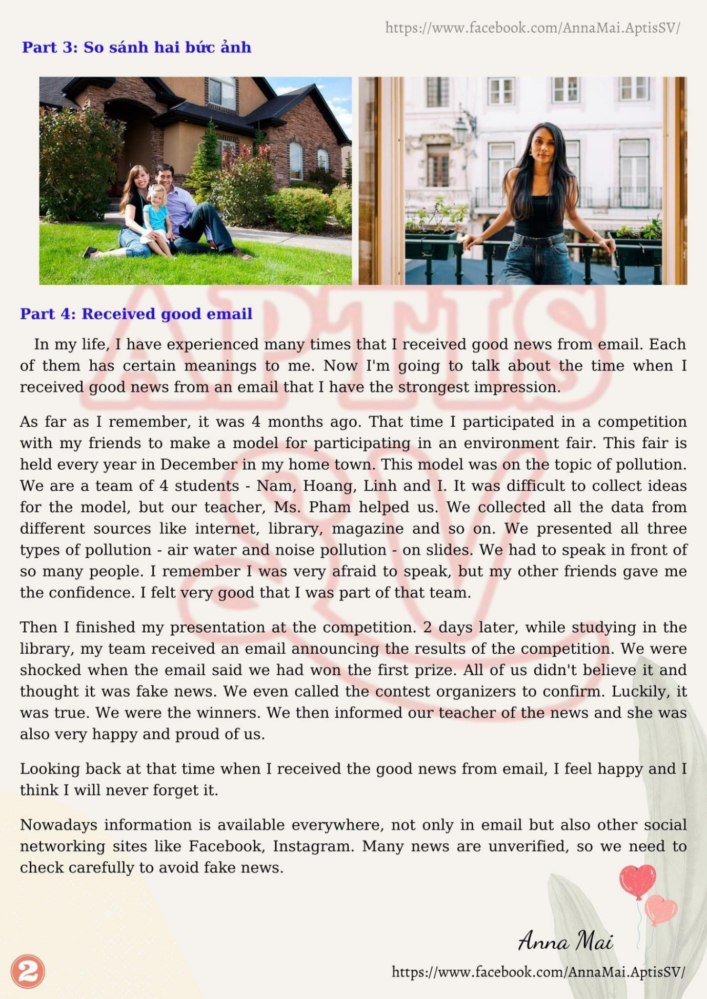 https://www.facebook.com/AnnaMai.AptisSV/
Part 3: So sánh hai bức ảnh
Part 4: Received good email
In my life, I have experienced many times that I received good news from email. Each
of them has certain meanings to me. Now I'm going to talk about the time when I
received good news from an email that I have the strongest impression.
As far as I remember, it was 4 months ago. That time I participated in a competition
with my friends to make a model for participating in an environment fair. This fair is
held every year in December in my home town. This model was on the topic of pollution.
We are a team of 4 students - Nam, Hoang, Linh and I. It was difficult to collect ideas
for the model, but our teacher, Ms. Pham helped us. We collected all the data from
different sources like internet, library, magazine and so on. We presented all three
types of pollution - air water and noise pollution - on slides. We had to speak in front of
so many people. I remember I was very afraid to speak, but my other friends gave me
the confidence. I felt very good that I was part of that team.
Then I finished my presentation at the competition. 2 days later, while studying in the
library, my team received an email announcing the results of the competition. We were
shocked when the email said we had won the first prize. All of us didn't believe it and
thought it was fake news. We even called the contest organizers to confirm. Luckily, it
was true. We were the winners. We then informed our teacher of the news and she was
also very happy and proud of us.
Looking back at that time when I received the good news from email, I feel happy and I
think I will never forget it.
Nowadays information is available everywhere, not only in email but also other social
networking sites like Facebook, Instagram. Many news are unverified, so we need to
check carefully to avoid fake news.
APTIS
SV
Anna Mai
2
https://www.facebook.com/AnnaMai.AptisSV/